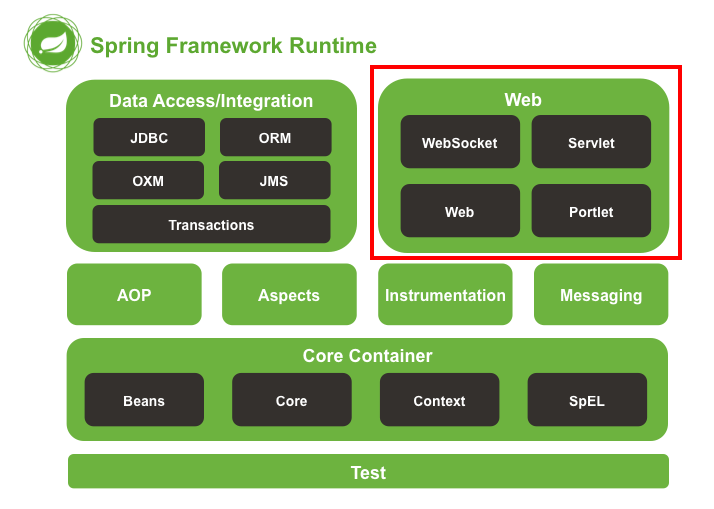 Spring Framework Runtime
Data Access/Integration
JDBC
ORM
OXM
JMS
Transactions
Web
WebSocket
Servlet
Web
Portlet
AOP
Aspects
Instrumentation
Messaging
Core Container
Beans
Core
Context
SpEL
Test